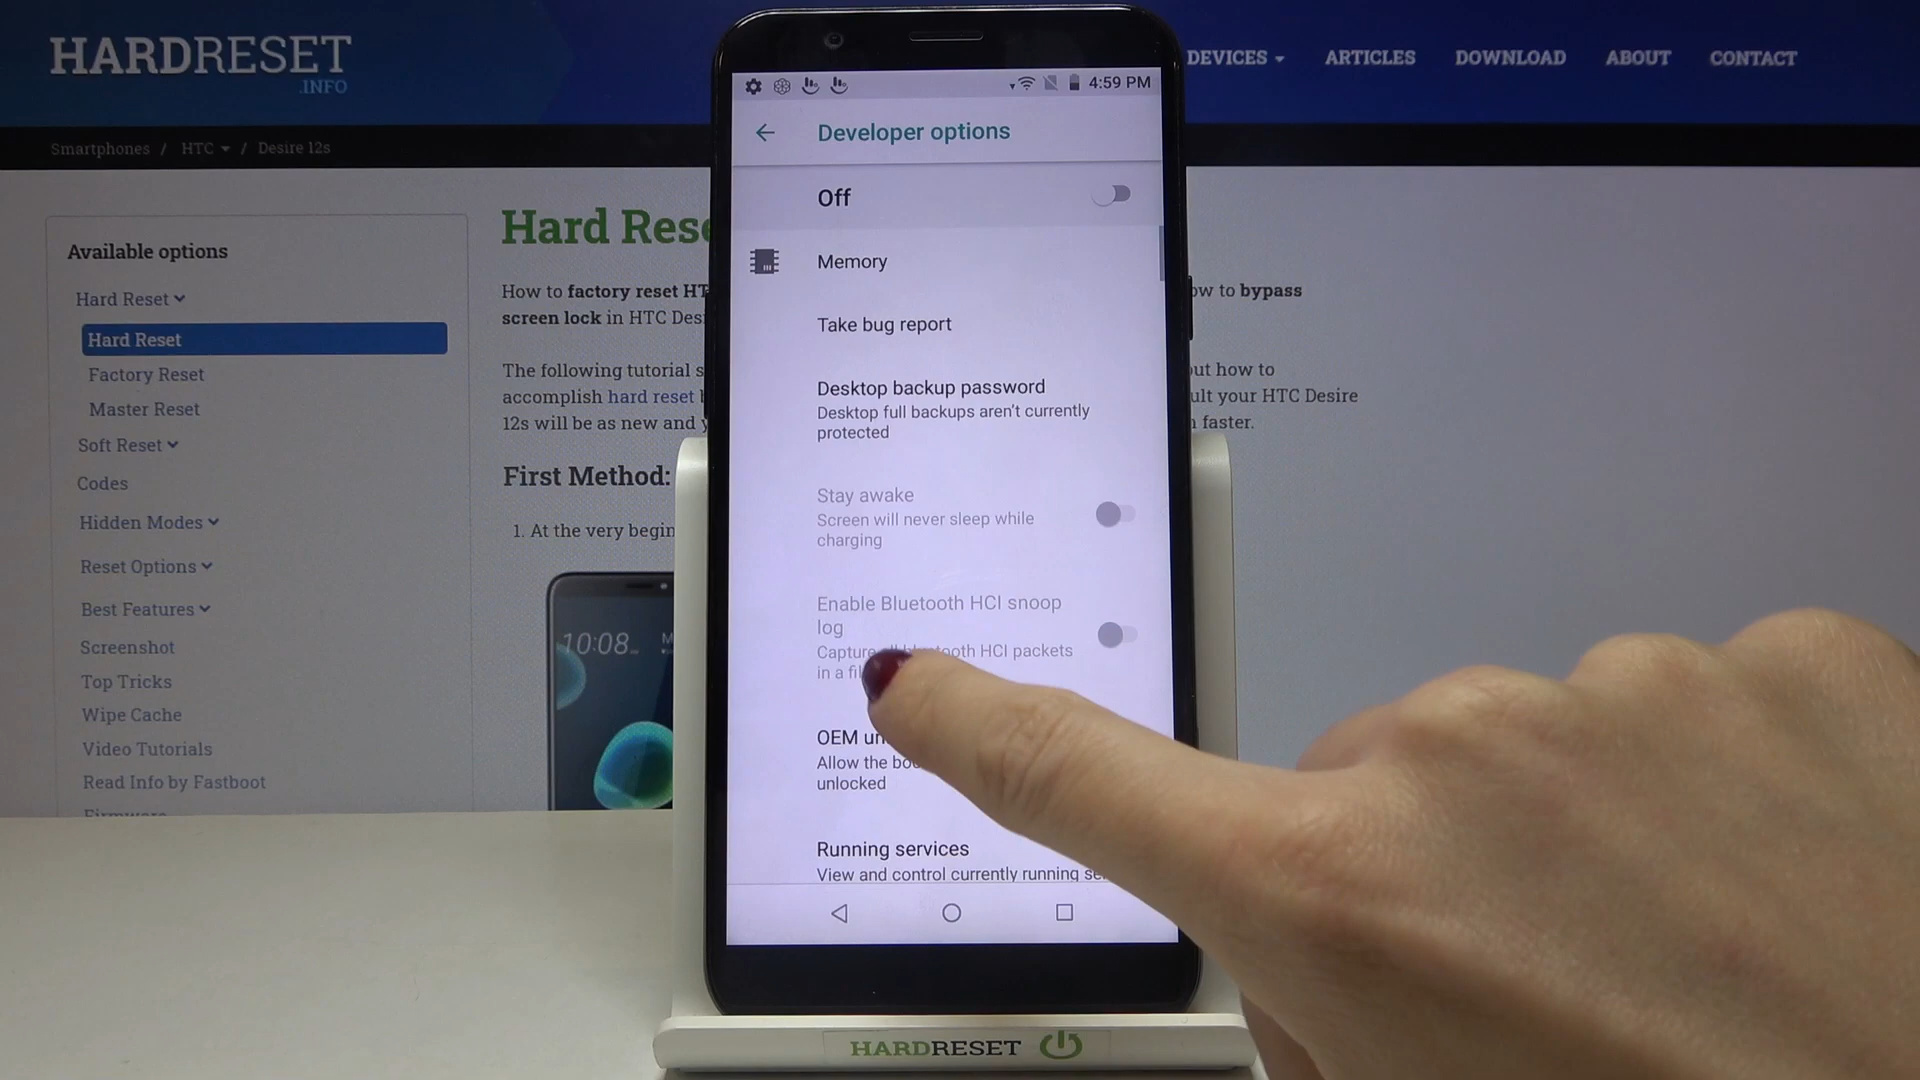 HARDRESET
.INFO
DEVICES
ARTICLES
DOWNLOAD
ABOUT
CONTACT
Smartphones / HTC / Desire 12s
Available options
Hard Reset
Hard Reset
Factory Reset
Master Reset
Soft Reset
Codes
Hidden Modes
Reset Options
Best Features
Screenshot
Top Tricks
Wipe Cache
Video Tutorials
Read Info by Fastboot
Firmware
Hard Rese
How to factory reset HT
ow to bypass
screen lock in HTC Des
The following tutorial s
out how to
accomplish hard reset
ult your HTC Desire
12s will be as new and y
faster.
First Method:
1. At the very begin
10:08
4:59 PM
Developer options
Off
Memory
Take bug report
Desktop backup password
Desktop full backups aren't currently
protected
Stay awake
Screen will never sleep while
charging
Enable Bluetooth HCI snoop
log
Capture all bluetooth HCI packets
in a fil
OEM un
Allow the boo
unlocked
Running services
View and control currently running se
HARDRESET